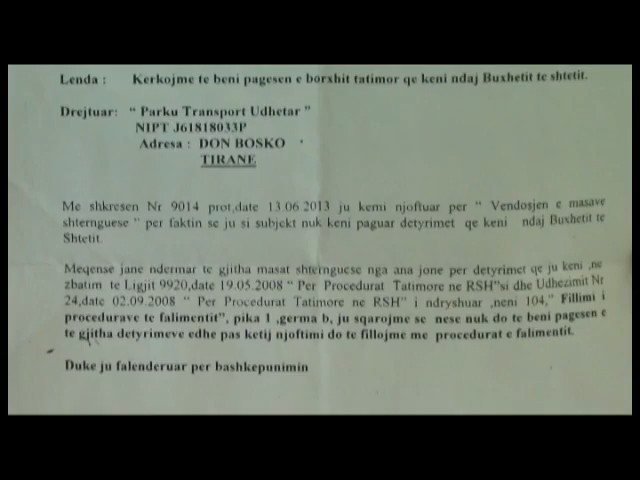 Lenda : Kerkojme te beni pagesen e borxhit tatimor qe keni ndaj Buxhetit te shtetit.
Drejtuar: “ Parku Transport Udhetar ”
NIPT J61818033P
Adresa : DON BOSKO
TIRANE
Me shkresen Nr 9014 prot,date 13.06.2013 ju kemi njoftuar per “ Vendosjen e masave
shternguese ” per faktin se ju si subjekt nuk keni paguar detyrimet qe keni ndaj Buxhetit te
Shtetit.
Meqense jane ndermar te gjitha masat shternguese nga ana jone per detyrimet qe ju keni ,ne
zbatim te Ligjit 9920,date 19.05.2008 “ Per Procedurat Tatimore ne RSH”si dhe Udhezimit Nr
24,date 02.09.2008 “ Per Procedurat Tatimore ne RSH” i ndryshuar ,neni 104,” Fillimi i
procedurave te falimentit”, pika 1 ,germa b, ju sqarojme se nese nuk do te beni pagesen e
te gjitha detyrimeve edhe pas ketij njoftimi do te fillojme me procedurat e falimentit.
Duke ju falenderuar per bashkepunimin